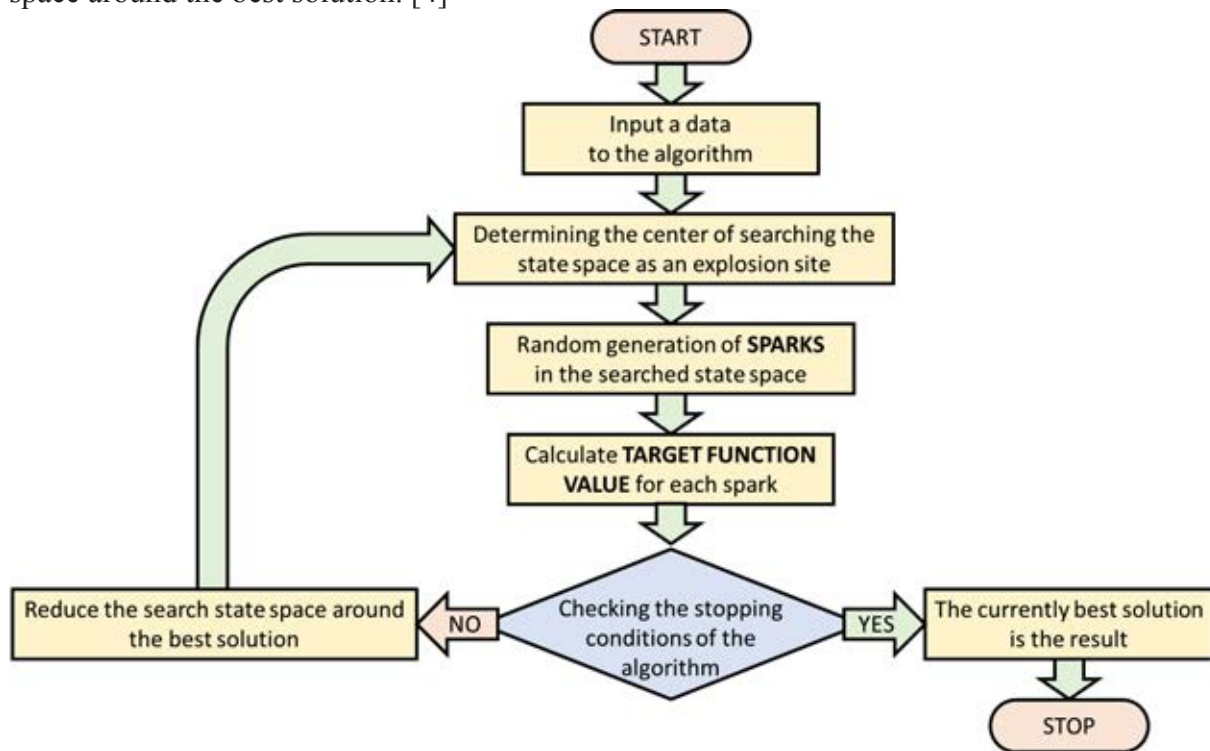 space around the best solution. [4]
START
Input a data
to the algorithm
Determining the center of searching the
state space as an explosion site
Random generation of SPARKS
in the searched state space
Calculate TARGET FUNCTION
VALUE for each spark
Reduce the search state space around
the best solution
NO
Checking the stopping
conditions of the
algorithm
YES
The currently best solution
is the result
STOP